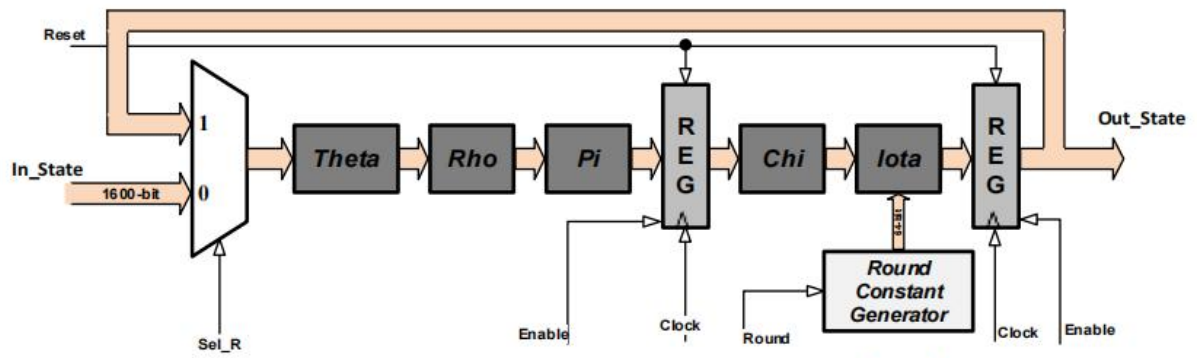 Reset
1
In_State
1600-bit
0
Sel_R
Theta
Rho
Pi
R
E
G
Enable
Clock
Chi
Iota
64-bit
Round
Constant
Generator
Round
R
E
G
Clock
Enable
Out_State